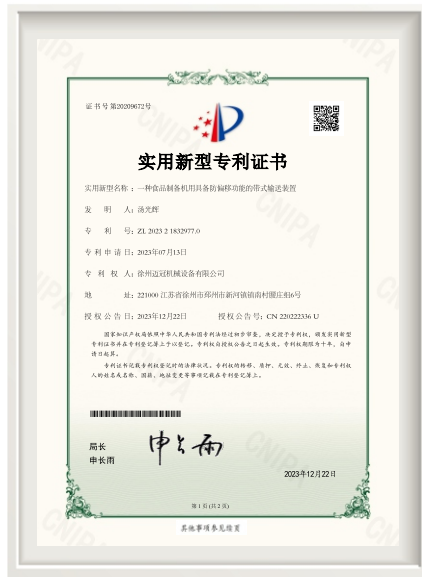 证书号第20209672号
实用新型专利证书
实用新型名称：一种食品制备机用具备防偏移功能的带式输送装置
发明人：汤光辉
专利号：ZL 2023 2 1832977.0
专利申请日：2023年07月13日
专利权人：徐州迈冠机械设备有限公司
地址：221000 江苏省徐州市邳州市新河镇镇南村腰庄组6号
授权公告日：2023年12月22日 授权公告号：CN 220222336 U
国家知识产权局依照中华人民共和国专利法经过初步审查，决定授予专利权，颁发实用新型
专利证书并在专利登记簿上予以登记。专利权自授权公告之日起生效。专利权期限为十年，自申
请日起算。
专利证书记载专利权登记时的法律状况。专利权的转移、质押、无效、终止、恢复和专利权
人的姓名或名称、国籍、地址变更等事项记载在专利登记簿上。
局长
申长雨
申长雨
2023年12月22日
第 1 页 (共 2 页)
其他事项参见续页
CNIPA
CNIPA
CNIPA
CNIPA
CNIPA